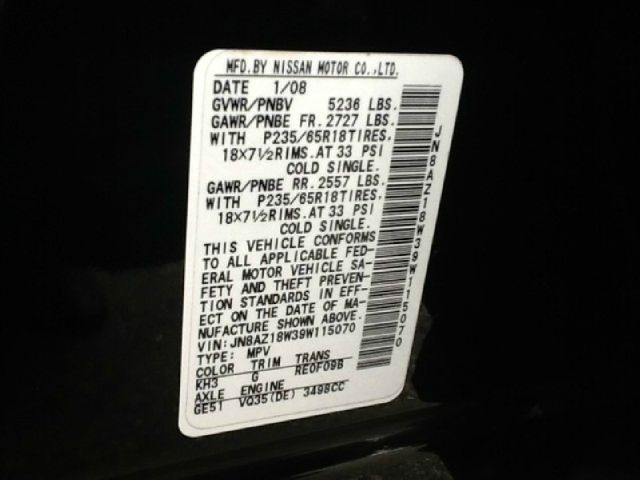 MFD.BY NISSAN MOTOR CO.,LTD.
DATE 1/08
GVWR/PNBV 5236 LBS.
GAWR/PNBE FR.2727 LBS.
WITH P235/65R18TIRES,
18X7½RIMS.AT 33 PSI
COLD SINGLE.
GAWR/PNBE RR.2557 LBS.
WITH P235/65R18TIRES,
18X7½RIMS.AT 33 PSI
COLD SINGLE.
THIS VEHICLE CONFORMS
TO ALL APPLICABLE FED-
ERAL MOTOR VEHICLE SA-
FETY AND THEFT PREVEN-
TION STANDARDS IN EFF-
ECT ON THE DATE OF MA-
NUFACTURE SHOWN ABOVE.
VIN:JN8AZ18W39W115070
TYPE: MPV
COLOR TRIM TRANS
KH3 G RE0F09B
AXLE ENGINE
GE51 VQ35(DE) 3498CC
JN8AZ18W39W115070